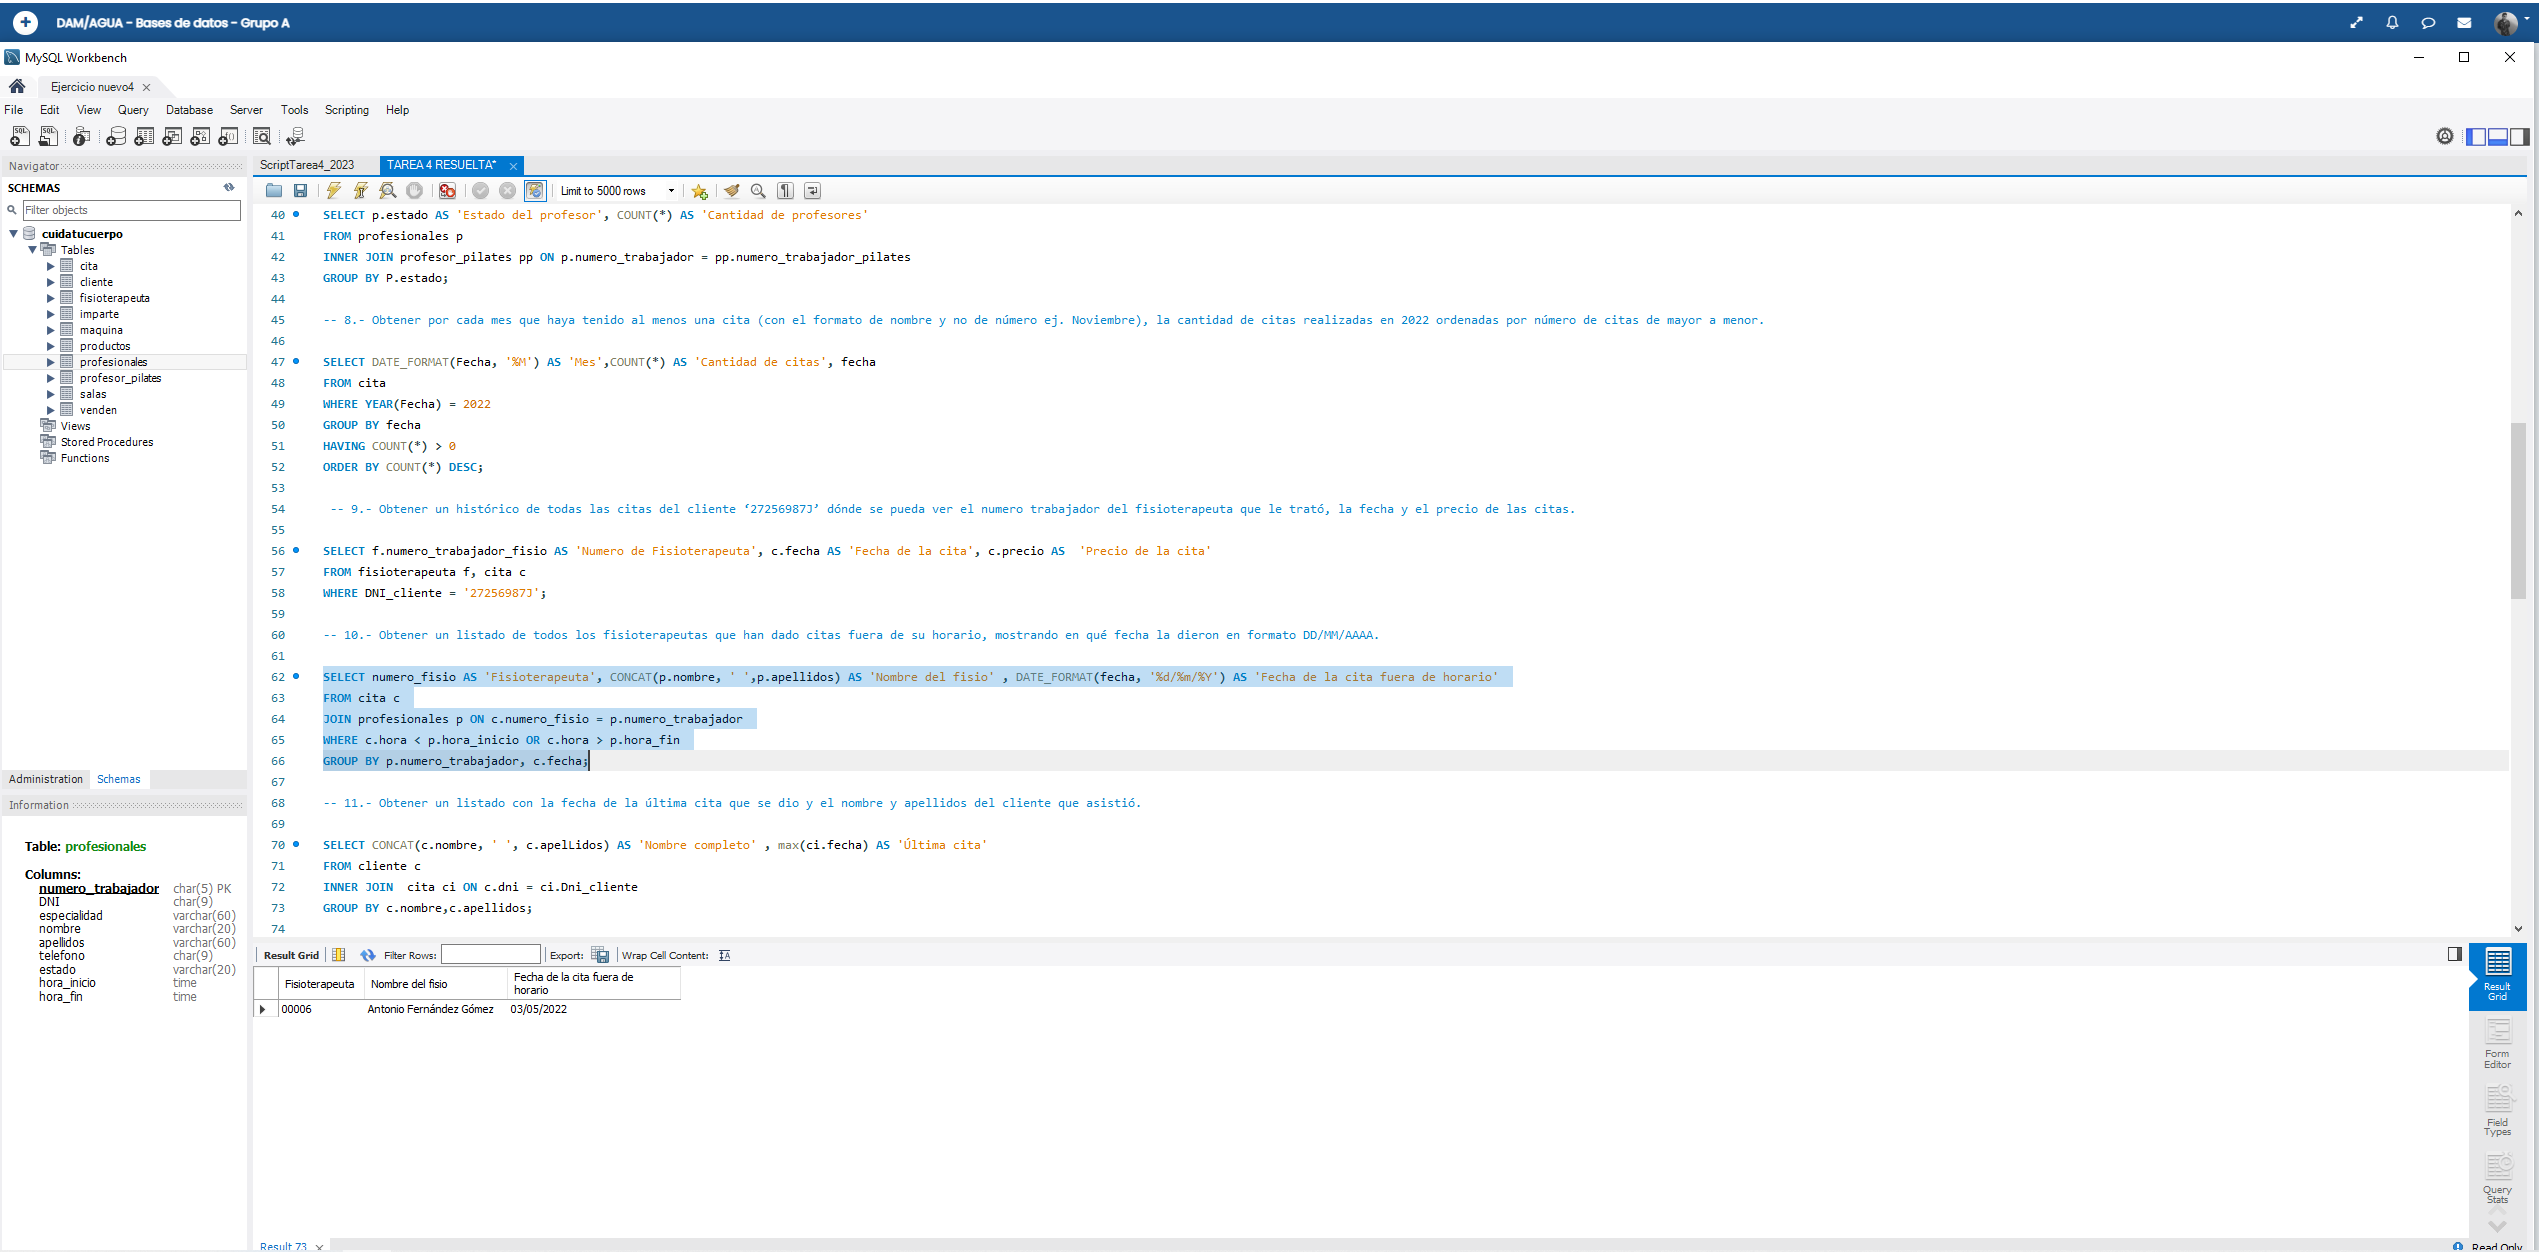 DAM/AGUA - Bases de datos - Grupo A
MySQL Workbench
Ejercicio nuevo4
File Edit View Query Database Server Tools Scripting Help
Navigator
SCHEMAS
Filter objects
cuidatucuerpo
Tables
cita
cliente
fisioterapeuta
imparte
maquina
productos
profesionales
profesor_pilates
salas
venden
Views
Stored Procedures
Functions
Administration Schemas
Information
Table: profesionales
Columns:
numero_trabajador char(5) PK
DNI char(9)
especialidad varchar(60)
nombre varchar(20)
apellidos varchar(60)
telefono char(9)
estado varchar(20)
hora_inicio time
hora_fin time
ScriptTarea4_2023 TAREA 4 RESUELTA*
Limit to 5000 rows
40 SELECT p.estado AS 'Estado del profesor', COUNT(*) AS 'Cantidad de profesores'
41 FROM profesionales p
42 INNER JOIN profesor_pilates pp ON p.numero_trabajador = pp.numero_trabajador_pilates
43 GROUP BY P.estado;
44
45 -- 8.- Obtener por cada mes que haya tenido al menos una cita (con el formato de nombre y no de número ej. Noviembre), la cantidad de citas realizadas en 2022 ordenadas por número de citas de mayor a menor.
46
47 SELECT DATE_FORMAT(Fecha, '%M') AS 'Mes',COUNT(*) AS 'Cantidad de citas', fecha
48 FROM cita
49 WHERE YEAR(Fecha) = 2022
50 GROUP BY fecha
51 HAVING COUNT(*) > 0
52 ORDER BY COUNT(*) DESC;
53
54 -- 9.- Obtener un histórico de todas las citas del cliente ‘27256987J’ dónde se pueda ver el numero trabajador del fisioterapeuta que le trató, la fecha y el precio de las citas.
55
56 SELECT f.numero_trabajador_fisio AS 'Numero de Fisioterapeuta', c.fecha AS 'Fecha de la cita', c.precio AS 'Precio de la cita'
57 FROM fisioterapeuta f, cita c
58 WHERE DNI_cliente = '27256987J';
59
60 -- 10.- Obtener un listado de todos los fisioterapeutas que han dado citas fuera de su horario, mostrando en qué fecha la dieron en formato DD/MM/AAAA.
61
62 SELECT numero_fisio AS 'Fisioterapeuta', CONCAT(p.nombre, ' ',p.apellidos) AS 'Nombre del fisio' , DATE_FORMAT(fecha, '%d/%m/%Y') AS 'Fecha de la cita fuera de horario'
63 FROM cita c
64 JOIN profesionales p ON c.numero_fisio = p.numero_trabajador
65 WHERE c.hora < p.hora_inicio OR c.hora > p.hora_fin
66 GROUP BY p.numero_trabajador, c.fecha;
67
68 -- 11.- Obtener un listado con la fecha de la última cita que se dio y el nombre y apellidos del cliente que asistió.
69
70 SELECT CONCAT(c.nombre, ' ', c.apelLidos) AS 'Nombre completo' , max(ci.fecha) AS 'Última cita'
71 FROM cliente c
72 INNER JOIN cita ci ON c.dni = ci.Dni_cliente
73 GROUP BY c.nombre,c.apellidos;
74
Result Grid Filter Rows: Export: Wrap Cell Content:
Fisioterapeuta Nombre del fisio Fecha de la cita fuera de horario
00006 Antonio Fernández Gómez 03/05/2022
Result Grid
Form Editor
Field Types
Query Stats
Result 73
Read Only